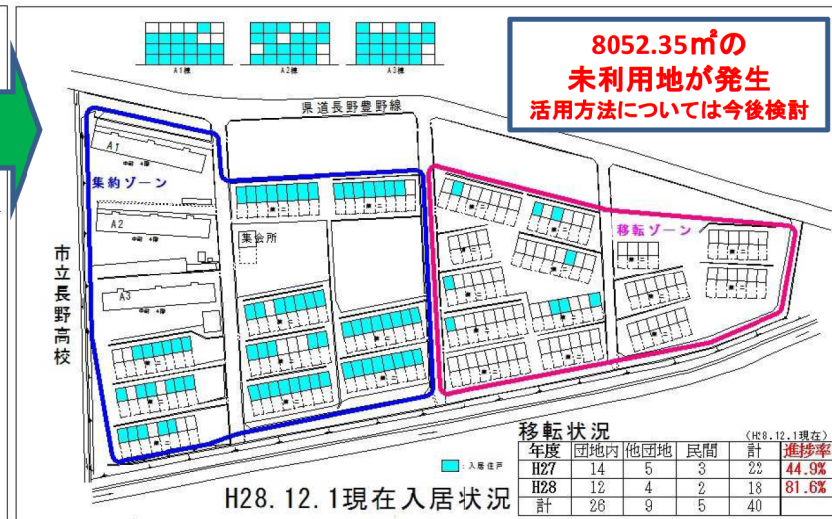 8052.35㎡の
未利用地が発生
活用方法については今後検討
A1棟
A2棟
A3棟
県道長野豊野線
A1
集約ゾーン
A2
集会所
A3
移転ゾーン
市立長野高校
:入居住戸
H28.12.1現在入居状況
移転状況
(H28.12.1現在)
年度 団地内 他団地 民間 計 進捗率
H27 14 5 3 22 44.9%
H28 12 4 2 18 81.6%
計 26 9 5 40